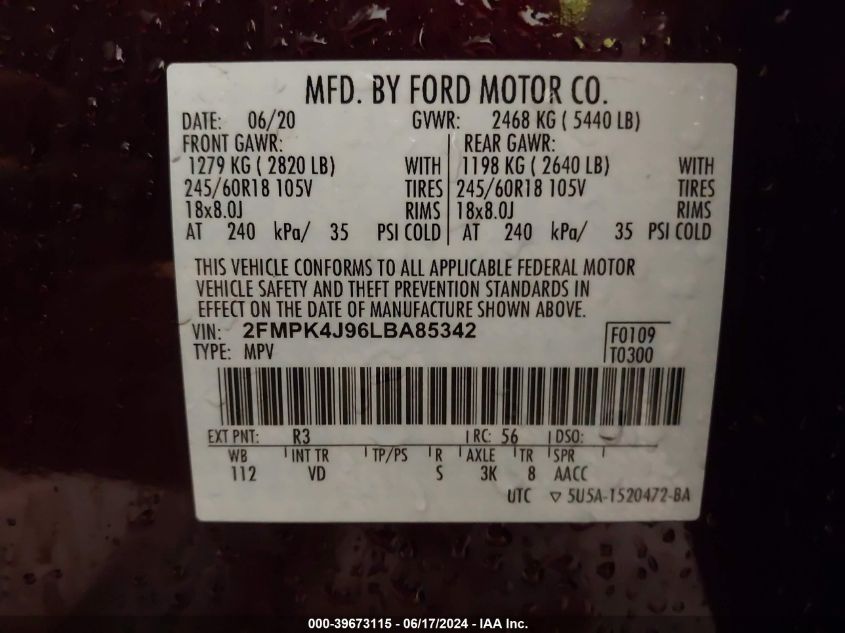 MFD. BY FORD MOTOR CO.
DATE: 06/20 GVWR: 2468 KG ( 5440 LB)
FRONT GAWR: REAR GAWR:
1279 KG ( 2820 LB) WITH 1198 KG ( 2640 LB) WITH
245/60R18 105V TIRES 245/60R18 105V TIRES
18x8.0J RIMS 18x8.0J RIMS
AT 240 kPa/ 35 PSI COLD AT 240 kPa/ 35 PSI COLD
THIS VEHICLE CONFORMS TO ALL APPLICABLE FEDERAL MOTOR
VEHICLE SAFETY AND THEFT PREVENTION STANDARDS IN
EFFECT ON THE DATE OF MANUFACTURE SHOWN ABOVE.
VIN: 2FMPK4J96LBA85342 F0109
TYPE: MPV T0300
EXT PNT: R3 RC: 56 DSO:
WB INT TR TP/PS R AXLE TR SPR
112 VD S 3K 8 AACC
UTC ▽ 5U5A-1520472-BA
000-39673115 - 06/17/2024 - IAA Inc.